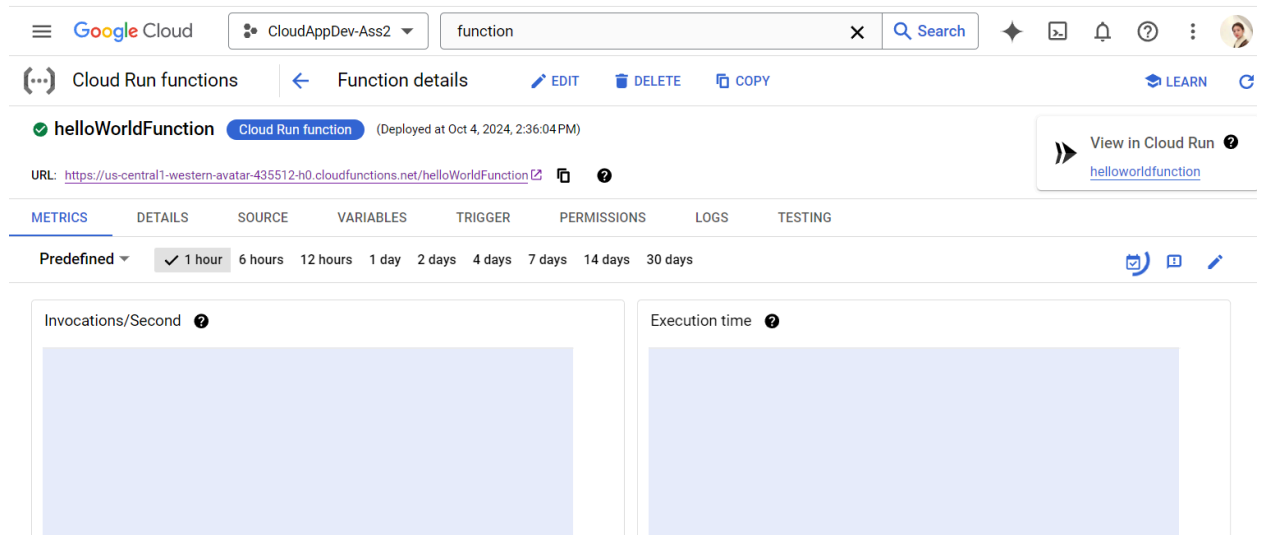 Google Cloud CloudAppDev-Ass2 function Search
Cloud Run functions Function details EDIT DELETE COPY LEARN
helloWorldFunction Cloud Run function (Deployed at Oct 4, 2024, 2:36:04 PM)
View in Cloud Run
URL: https://us-central1-western-avatar-435512-h0.cloudfunctions.net/helloWorldFunction
helloworldfunction
METRICS DETAILS SOURCE VARIABLES TRIGGER PERMISSIONS LOGS TESTING
Predefined 1 hour 6 hours 12 hours 1 day 2 days 4 days 7 days 14 days 30 days
Invocations/Second Execution time